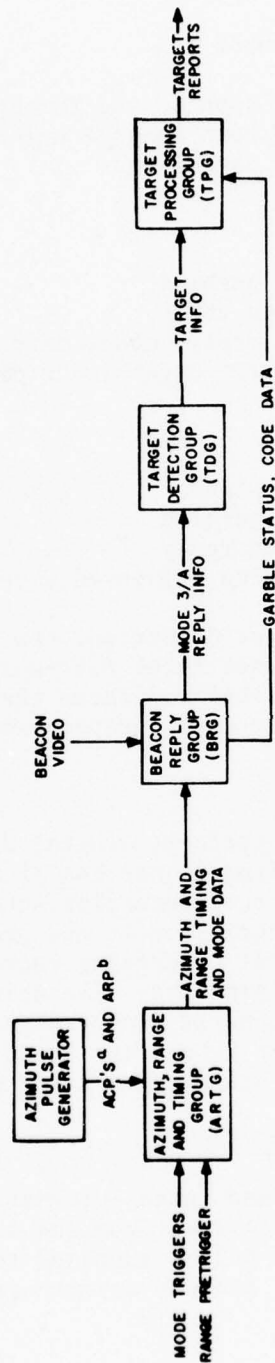 AZIMUTH
PULSE
GENERATOR
ACP'Sᵃ AND ARPᵇ
MODE TRIGGERS
RANGE PRETRIGGER
AZIMUTH, RANGE
AND TIMING
GROUP
(ARTG)
AZIMUTH AND
RANGE TIMING
AND MODE DATA
BEACON
VIDEO
BEACON
REPLY
GROUP
(BRG)
MODE 3/A
REPLY INFO
TARGET
DETECTION
GROUP
(TDG)
TARGET
INFO
TARGET
PROCESSING
GROUP
(TPG)
TARGET
REPORTS
GARBLE STATUS, CODE DATA